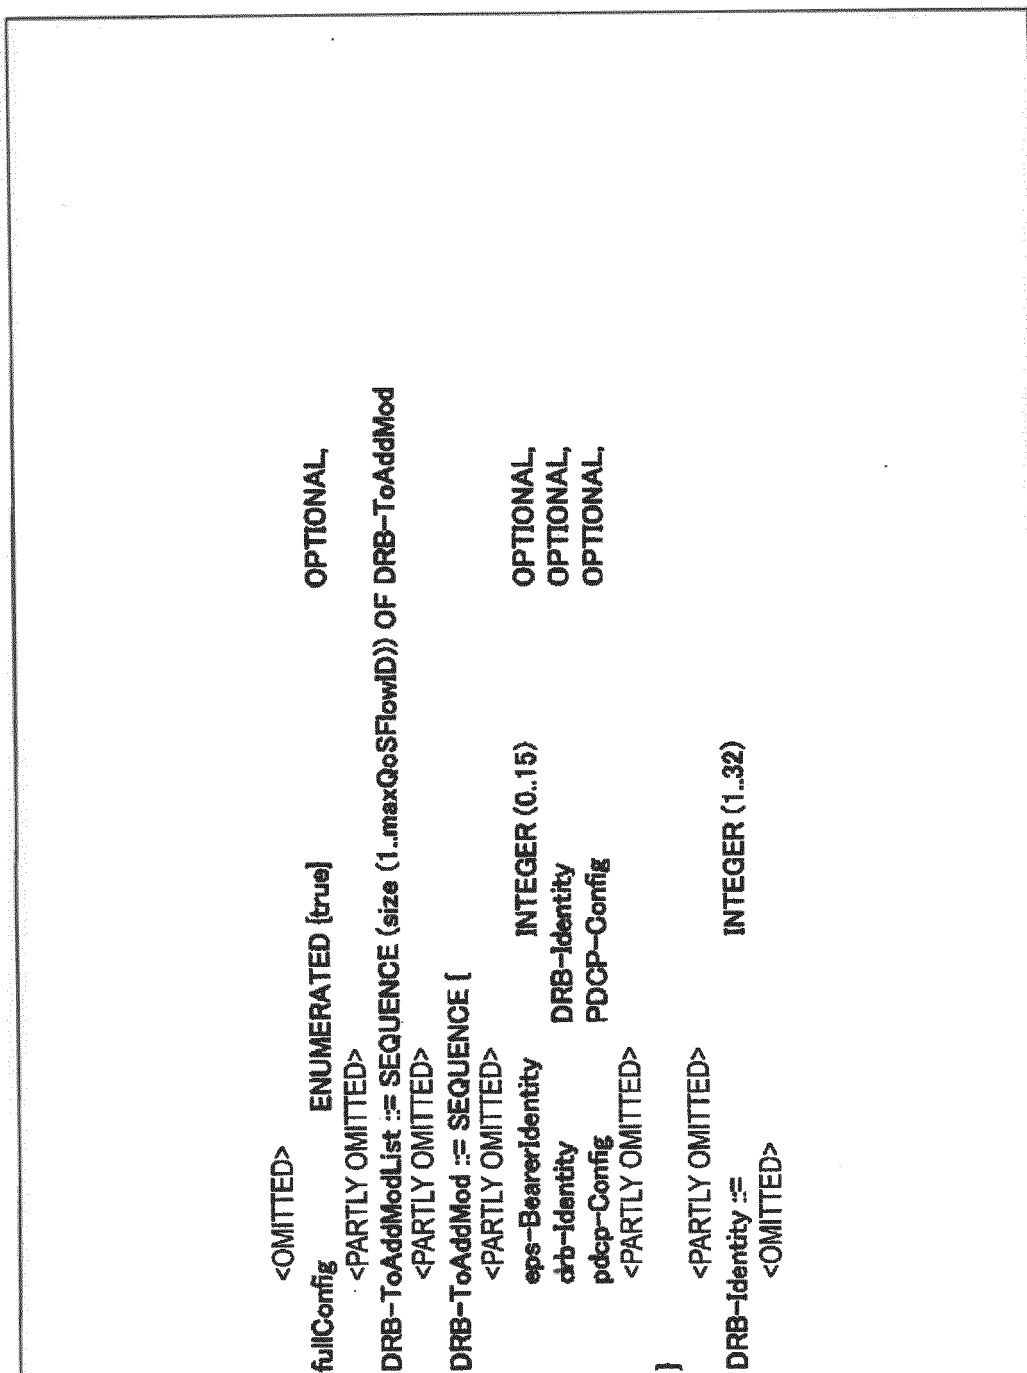 <OMITTED>
fullConfig ENUMERATED {true} OPTIONAL,
<PARTLY OMITTED>
DRB-ToAddModList ::= SEQUENCE (size (1..maxQoSFlowID)) OF DRB-ToAddMod
<PARTLY OMITTED>
DRB-ToAddMod ::= SEQUENCE {
<PARTLY OMITTED>
eps-BearerIdentity INTEGER (0..15) OPTIONAL,
drb-Identity DRB-Identity OPTIONAL,
pdcp-Config PDCP-Config OPTIONAL,
<PARTLY OMITTED>
}
<PARTLY OMITTED>
DRB-Identity ::= INTEGER (1..32)
<OMITTED>